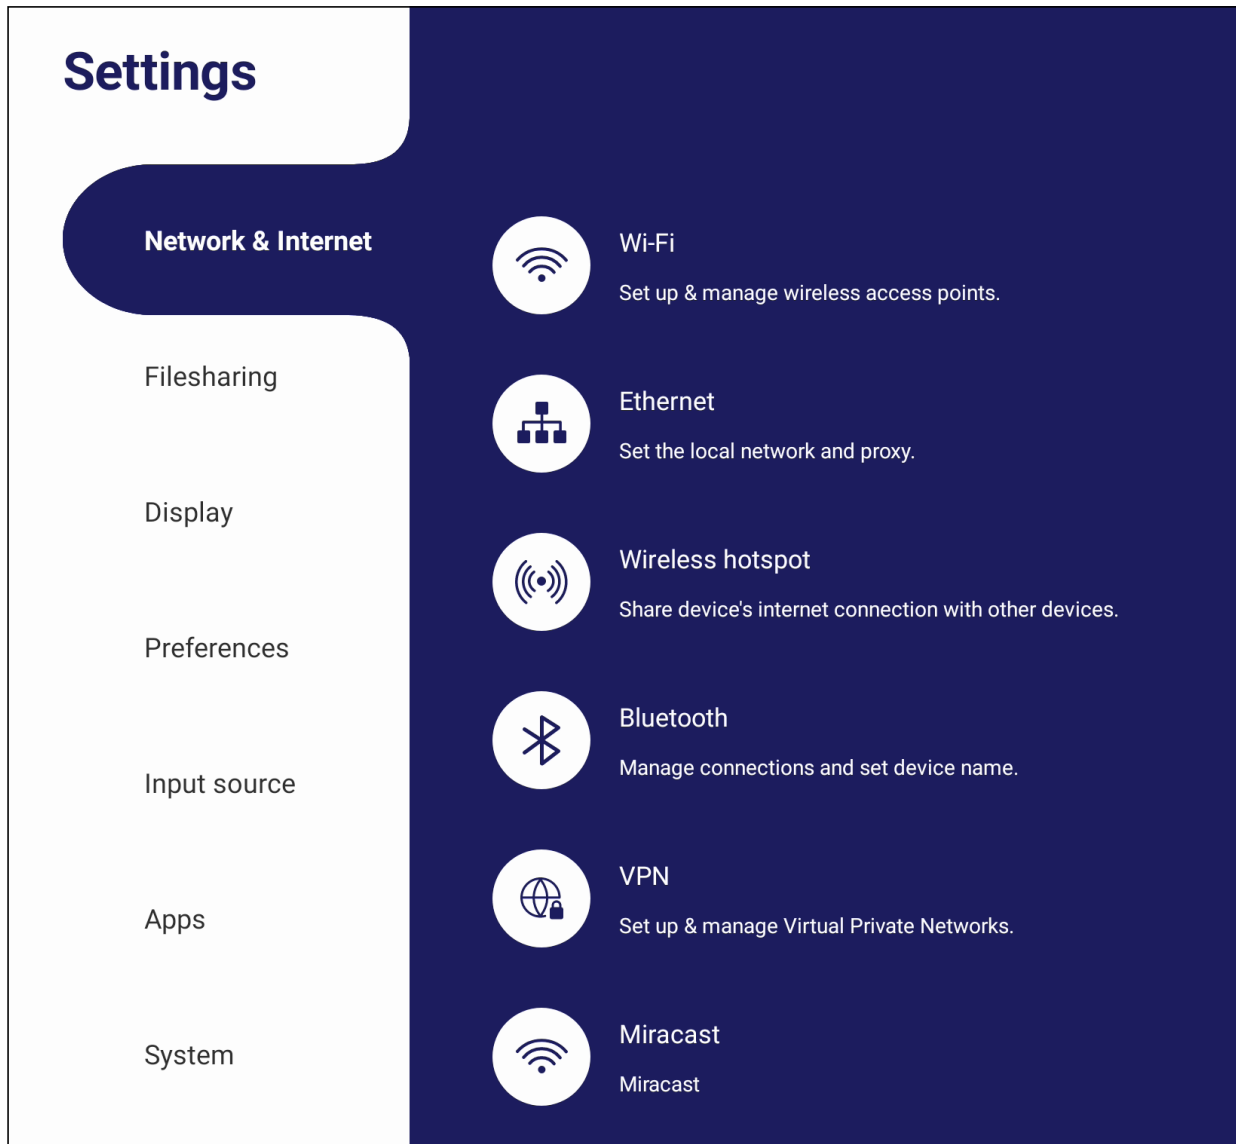 Settings
Network & Internet
Filesharing
Display
Preferences
Input source
Apps
System
Wi-Fi
Set up & manage wireless access points.
Ethernet
Set the local network and proxy.
Wireless hotspot
Share device's internet connection with other devices.
Bluetooth
Manage connections and set device name.
VPN
Set up & manage Virtual Private Networks.
Miracast
Miracast